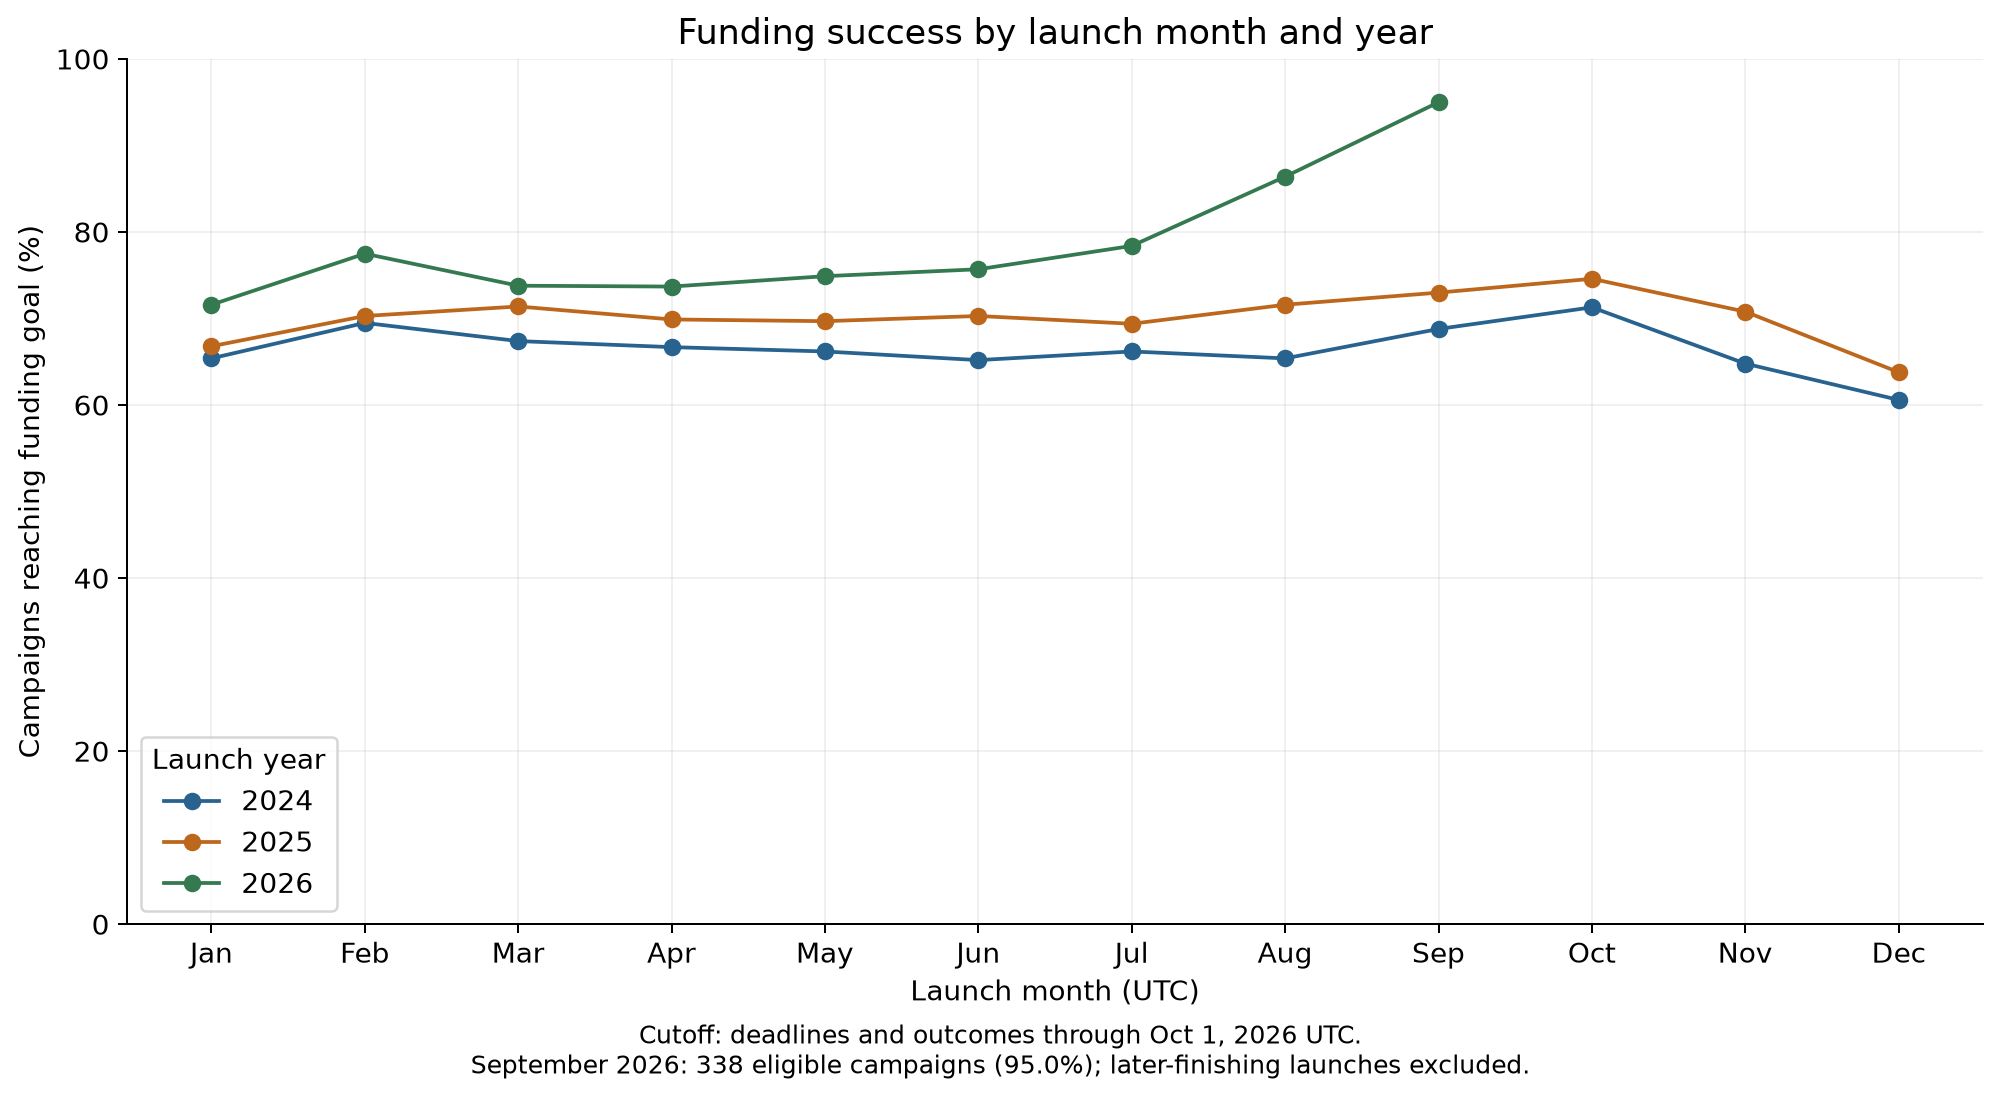 Funding success by launch month and year
Campaigns reaching funding goal (%)
100
80
60
40
20
0
Launch year
2024
2025
2026
Jan Feb Mar Apr May Jun Jul Aug Sep Oct Nov Dec
Launch month (UTC)
Cutoff: deadlines and outcomes through Oct 1, 2026 UTC.
September 2026: 338 eligible campaigns (95.0%); later-finishing launches excluded.